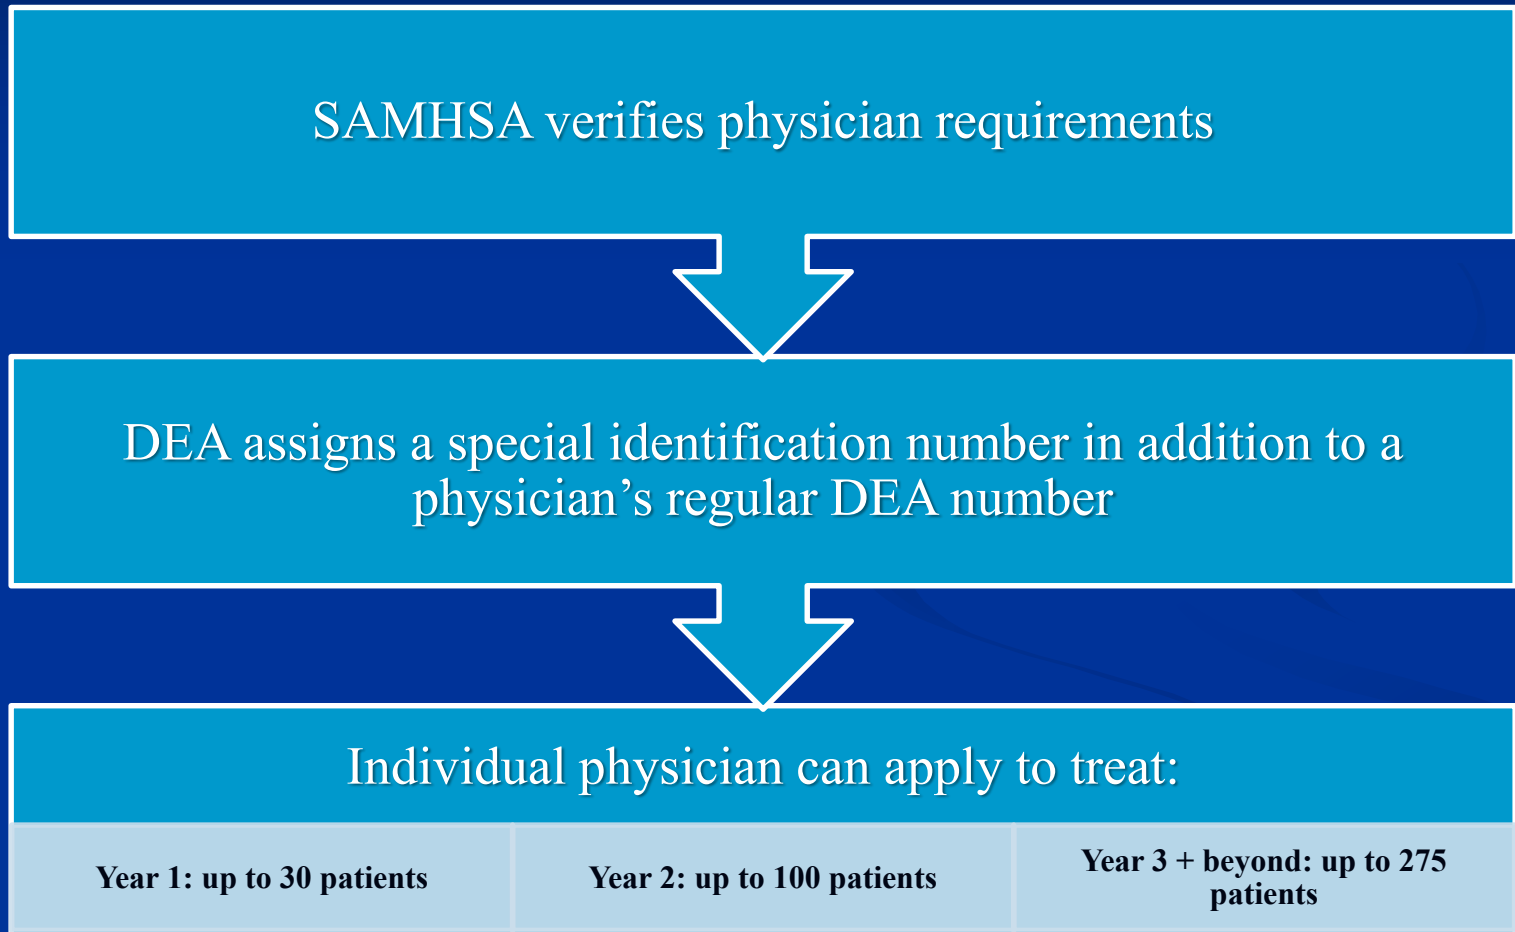 SAMHSA verifies physician requirements
DEA assigns a special identification number in addition to a
physician’s regular DEA number
Individual physician can apply to treat:
Year 1: up to 30 patients
Year 2: up to 100 patients
Year 3 + beyond: up to 275
patients